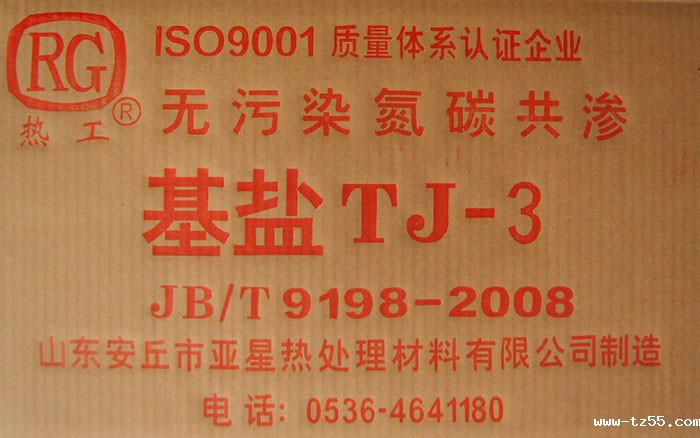 RG®
热工
ISO9001 质量体系认证企业
无污染氮碳共渗
基盐TJ-3
JB/T 9198-2008
山东安丘市亚星热处理材料有限公司制造
电话: 0536-4641180
www-tz55.com